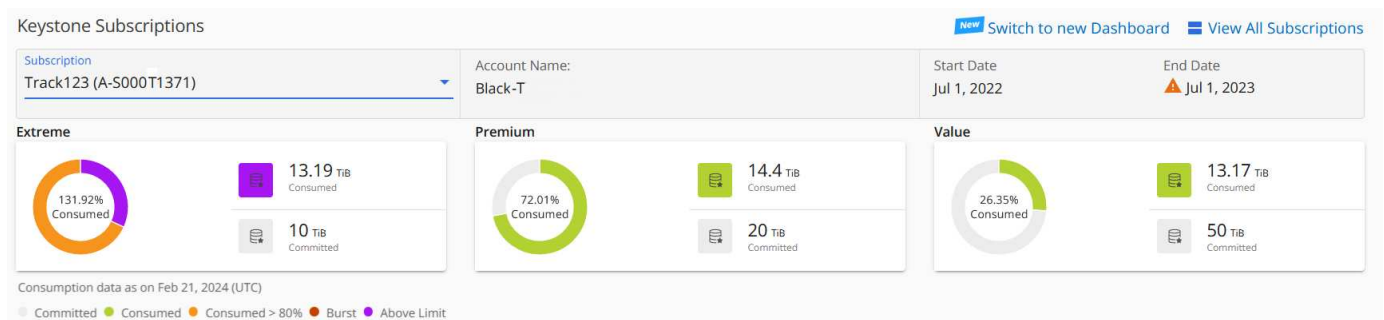 Keystone Subscriptions
New Switch to new Dashboard View All Subscriptions
Subscription
Track123 (A-S000T1371)
Account Name:
Black-T
Start Date
Jul 1, 2022
End Date
Jul 1, 2023
Extreme
131.92%
Consumed
13.19 TiB
Consumed
10 TiB
Committed
Premium
72.01%
Consumed
14.4 TiB
Consumed
20 TiB
Committed
Value
26.35%
Consumed
13.17 TiB
Consumed
50 TiB
Committed
Consumption data as on Feb 21, 2024 (UTC)
Committed Consumed Consumed > 80% Burst Above Limit